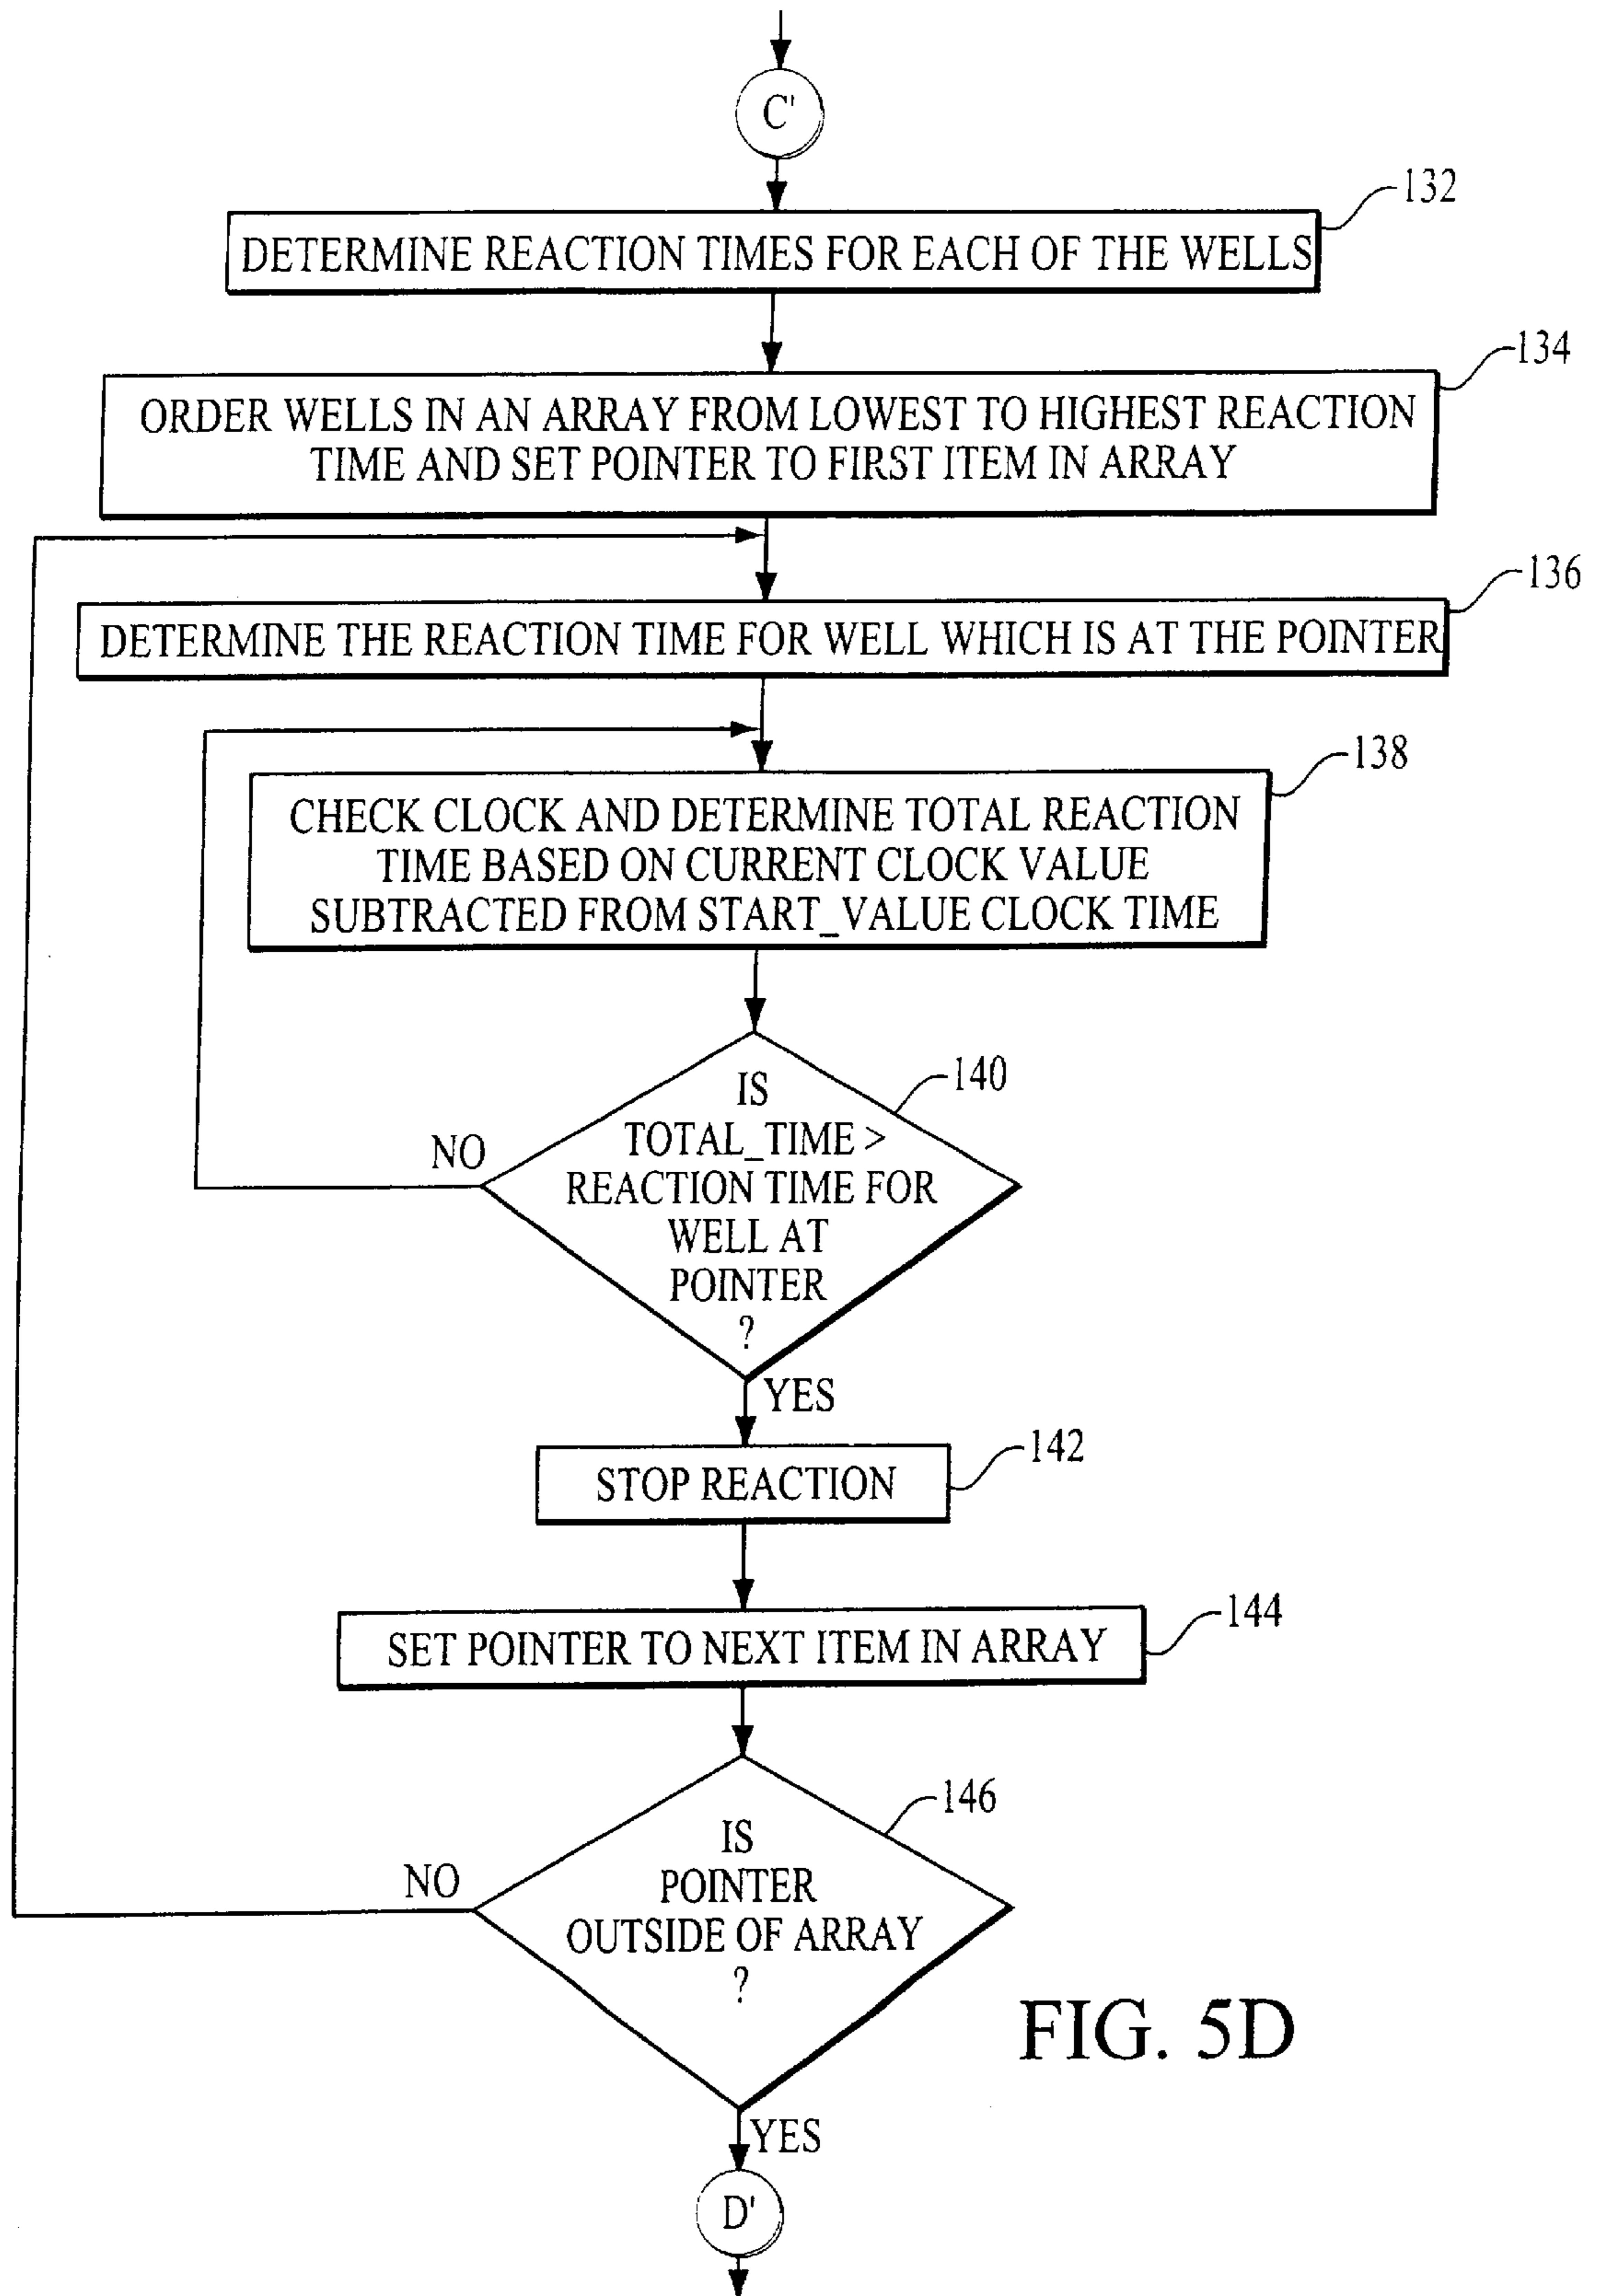 C'
132
DETERMINE REACTION TIMES FOR EACH OF THE WELLS
134
ORDER WELLS IN AN ARRAY FROM LOWEST TO HIGHEST REACTION
TIME AND SET POINTER TO FIRST ITEM IN ARRAY
136
DETERMINE THE REACTION TIME FOR WELL WHICH IS AT THE POINTER
138
CHECK CLOCK AND DETERMINE TOTAL REACTION
TIME BASED ON CURRENT CLOCK VALUE
SUBTRACTED FROM START_VALUE CLOCK TIME
140
IS
TOTAL_TIME >
REACTION TIME FOR
WELL AT
POINTER
?
NO
YES
142
STOP REACTION
144
SET POINTER TO NEXT ITEM IN ARRAY
146
IS
POINTER
OUTSIDE OF ARRAY
?
NO
YES
FIG. 5D
D'